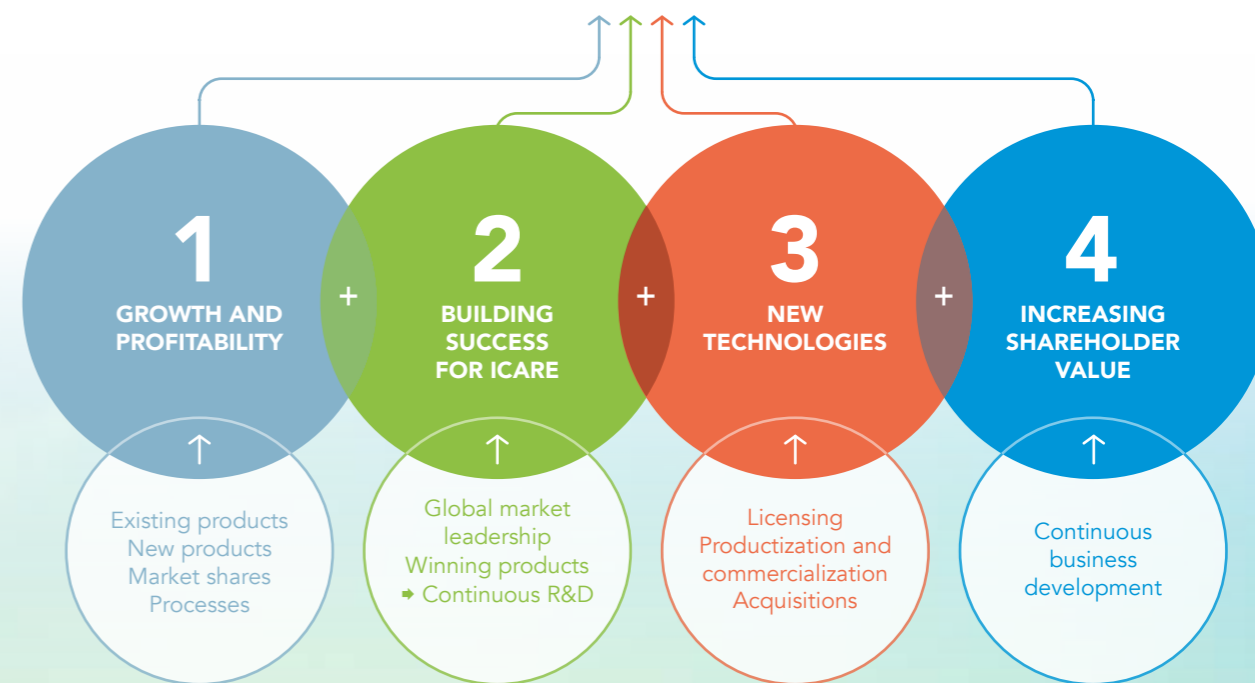 1
GROWTH AND
PROFITABILITY
+
2
BUILDING
SUCCESS
FOR ICARE
+
3
NEW
TECHNOLOGIES
+
4
INCREASING
SHAREHOLDER
VALUE
Existing products
New products
Market shares
Processes
Global market
leadership
Winning products
➧ Continuous R&D
Licensing
Productization and
commercialization
Acquisitions
Continuous
business
development